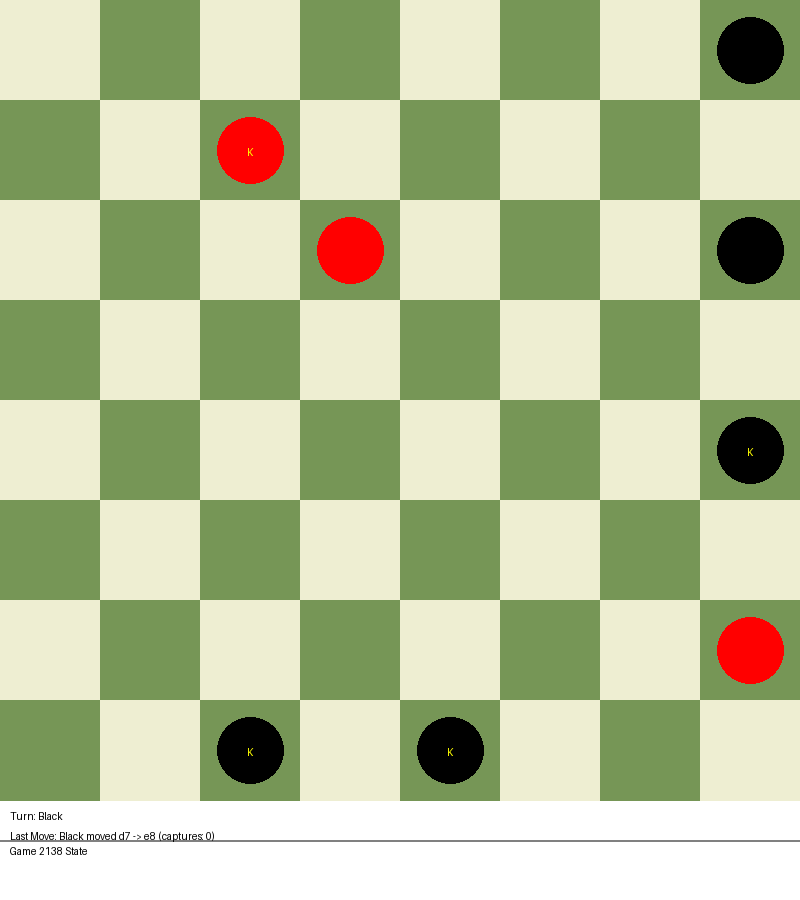 K
K
K K
Turn: Black
Last Move: Black moved d7 -> e8 (captures: 0)
Game 2138 State